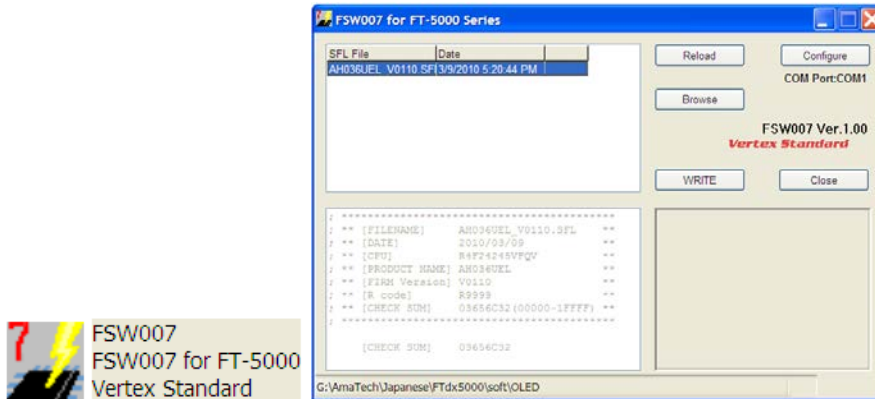 7
FSW007
FSW007 for FT-5000
Vertex Standard
FSW007 for FT-5000 Series
SFL File Date
AH036UEL_V0110.SF 3/9/2010 5:20:44 PM
Reload
Configure
COM Port:COM1
Browse
FSW007 Ver.1.00
Vertex Standard
WRITE
Close
; *******************************************
; ** [FILENAME] AH036UEL_V0110.SFL **
; ** [DATE] 2010/03/09 **
; ** [CPU] R4F24245VFQV **
; ** [PRODUCT NAME] AH036UEL **
; ** [FIRM Version] V0110 **
; ** [R code] R9999 **
; ** [CHECK SUM] 03656C32(00000-1FFFF) **
; *******************************************
[CHECK SUM] 03656C32
G:\AmaTech\Japanese\FTdx5000\soft\OLED